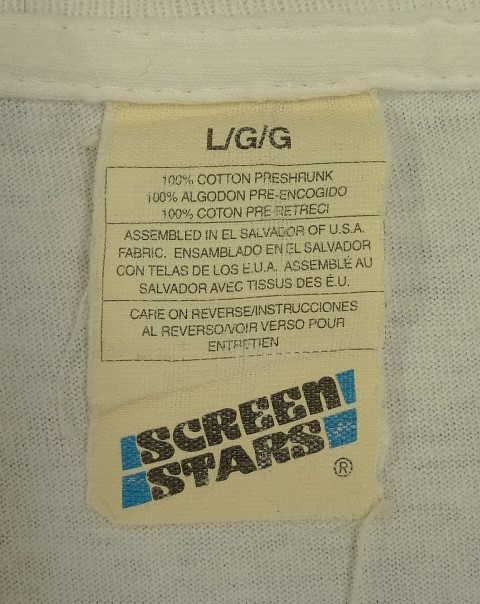 L/G/G
100% COTTON PRESHRUNK
100% ALGODON PRE-ENCOGIDO
100% COTON PRE RETRECI
ASSEMBLED IN EL SALVADOR OF U.S.A.
FABRIC. ENSAMBLADO EN EL SALVADOR
CON TELAS DE LOS E.U.A. ASSEMBLÉ AU
SALVADOR AVEC TISSUS DES É.U.
CARE ON REVERSE/INSTRUCCIONES
AL REVERSO/VOIR VERSO POUR
ENTRETIEN
SCREEN
STARS ®